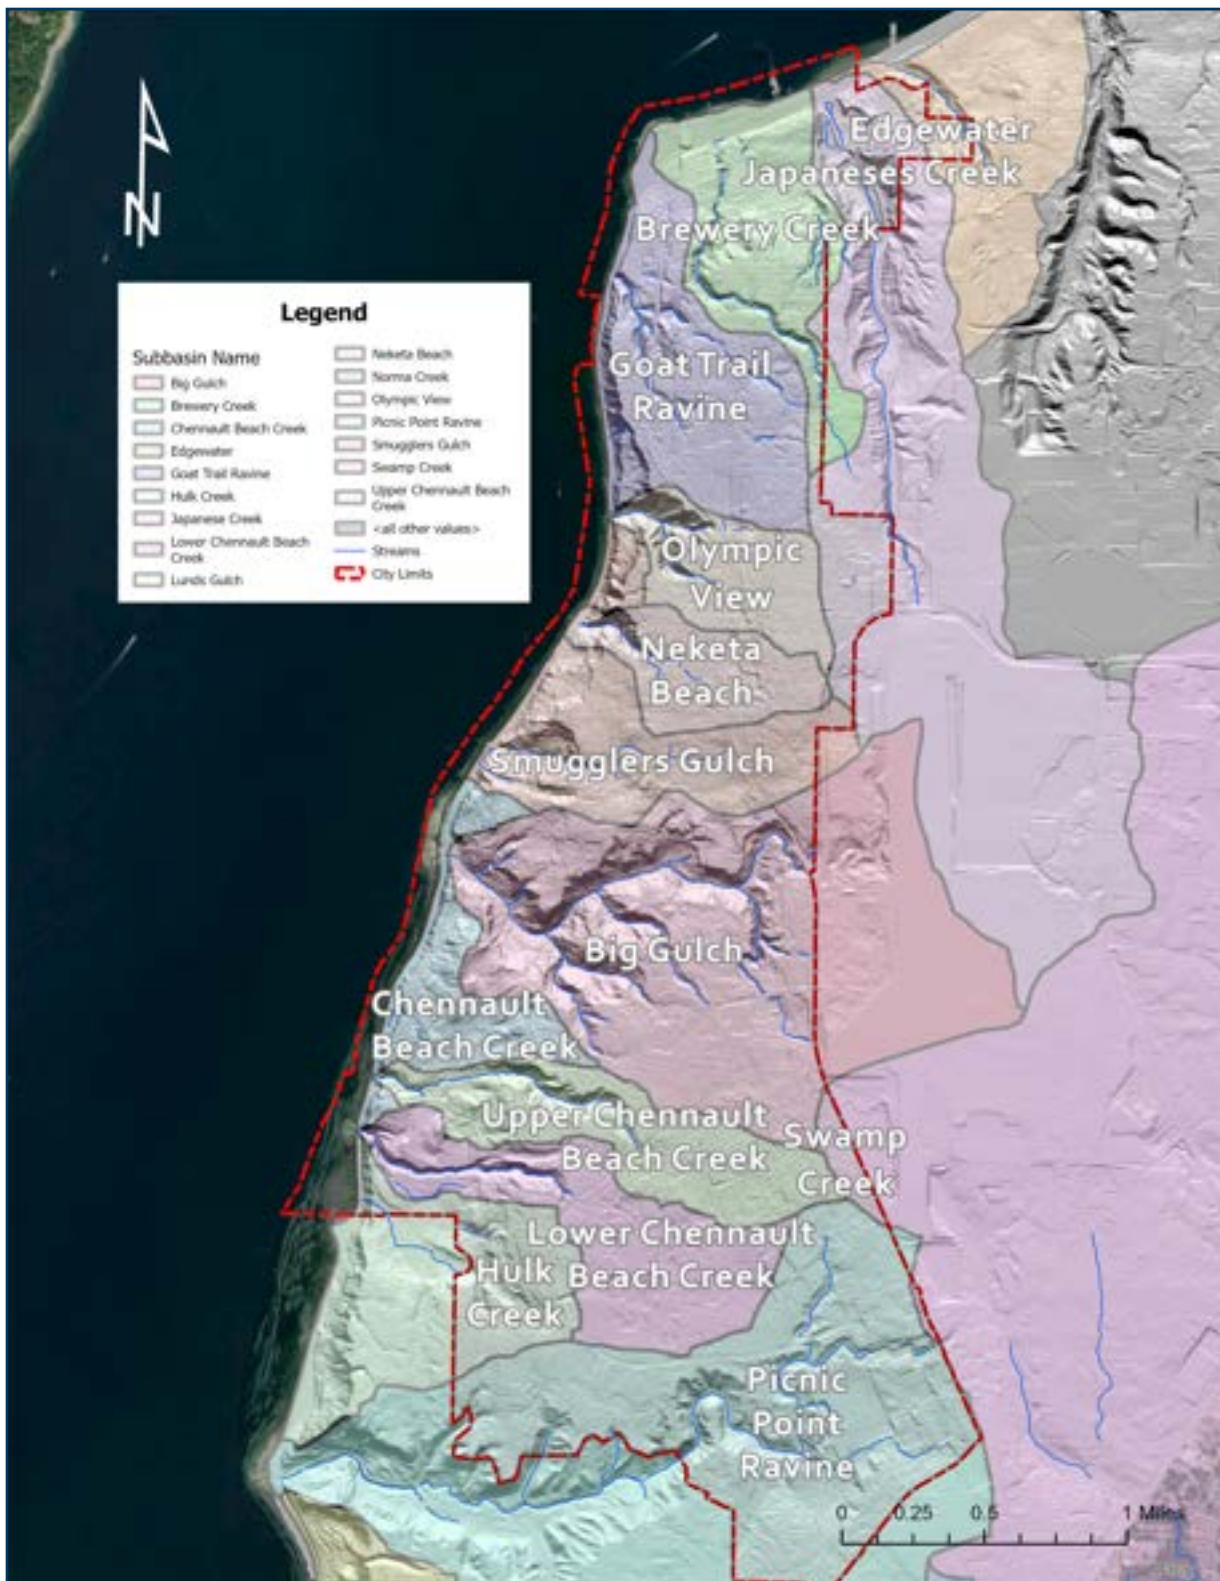 N
Legend
Subbasin Name
Big Gulch
Brewery Creek
Chennault Beach Creek
Edgewater
Goat Trail Ravine
Hulk Creek
Japanese Creek
Lower Chennault Beach
Creek
Lunds Gulch
Neketa Beach
Norma Creek
Olympic View
Picnic Point Ravine
Smugglers Gulch
Swamp Creek
Upper Chennault Beach
Creek
<all other values>
Streams
City Limits
Edgewater
Japaneses Creek
Brewery Creek
Goat Trail
Ravine
Olympic
View
Neketa
Beach
Smugglers Gulch
Big Gulch
Chennault
Beach Creek
Upper Chennault
Beach Creek
Swamp
Creek
Lower Chennault
Beach Creek
Hulk
Creek
Picnic
Point
Ravine
0 0.25 0.5 1 Miles